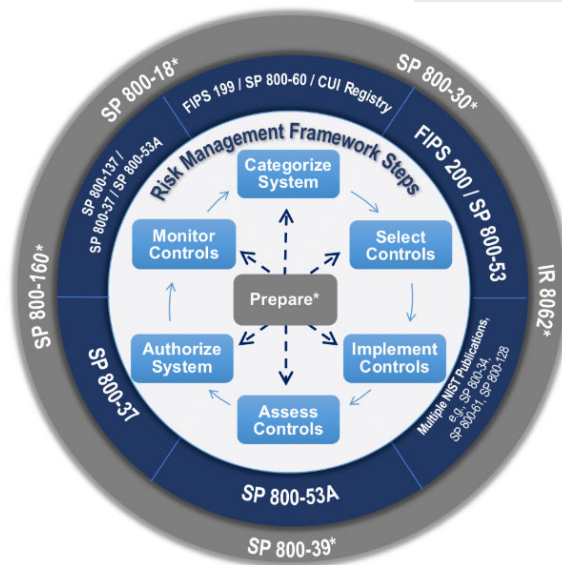 SP 800-18*
SP 800-30*
IR 8062*
SP 800-39*
SP 800-160*
FIPS 199 / SP 800-60 / CUI Registry
FIPS 200 / SP 800-53
Multiple NIST Publications,
e.g., SP 800-34,
SP 800-61, SP 800-128
SP 800-53A
SP 800-37
SP 800-137 /
SP 800-37 / SP 800-53A
Risk Management Framework Steps
Categorize
System
Select
Controls
Implement
Controls
Assess
Controls
Authorize
System
Monitor
Controls
Prepare*